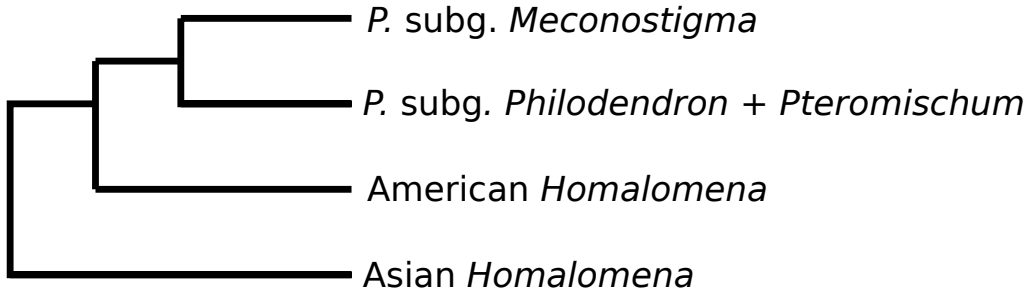 P. subg. Meconostigma
P. subg. Philodendron + Pteromischum
American Homalomena
Asian Homalomena